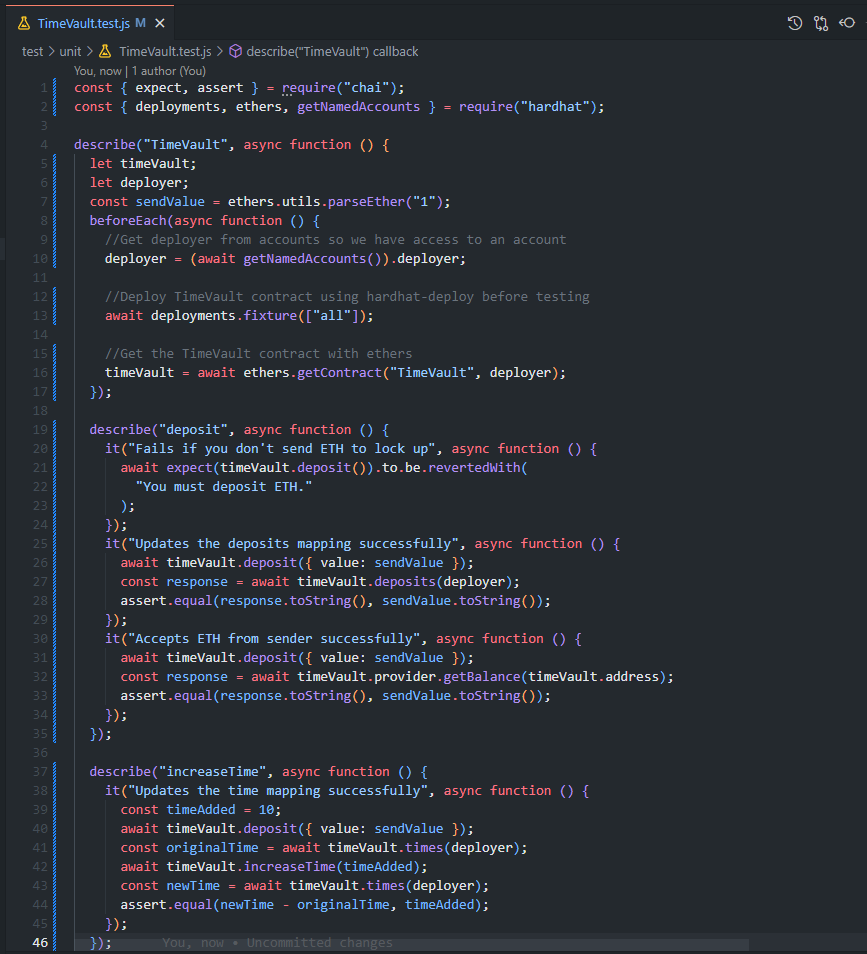 TimeVault.test.js M
test > unit > TimeVault.test.js > describe("TimeVault") callback
You, now | 1 author (You)
1 const { expect, assert } = require("chai");
2 const { deployments, ethers, getNamedAccounts } = require("hardhat");
3
4 describe("TimeVault", async function () {
5 let timeVault;
6 let deployer;
7 const sendValue = ethers.utils.parseEther("1");
8 beforeEach(async function () {
9 //Get deployer from accounts so we have access to an account
10 deployer = (await getNamedAccounts()).deployer;
11
12 //Deploy TimeVault contract using hardhat-deploy before testing
13 await deployments.fixture(["all"]);
14
15 //Get the TimeVault contract with ethers
16 timeVault = await ethers.getContract("TimeVault", deployer);
17 });
18
19 describe("deposit", async function () {
20 it("Fails if you don't send ETH to lock up", async function () {
21 await expect(timeVault.deposit()).to.be.revertedWith(
22 "You must deposit ETH."
23 );
24 });
25 it("Updates the deposits mapping successfully", async function () {
26 await timeVault.deposit({ value: sendValue });
27 const response = await timeVault.deposits(deployer);
28 assert.equal(response.toString(), sendValue.toString());
29 });
30 it("Accepts ETH from sender successfully", async function () {
31 await timeVault.deposit({ value: sendValue });
32 const response = await timeVault.provider.getBalance(timeVault.address);
33 assert.equal(response.toString(), sendValue.toString());
34 });
35 });
36
37 describe("increaseTime", async function () {
38 it("Updates the time mapping successfully", async function () {
39 const timeAdded = 10;
40 await timeVault.deposit({ value: sendValue });
41 const originalTime = await timeVault.times(deployer);
42 await timeVault.increaseTime(timeAdded);
43 const newTime = await timeVault.times(deployer);
44 assert.equal(newTime - originalTime, timeAdded);
45 });
46 }); You, now • Uncommitted changes